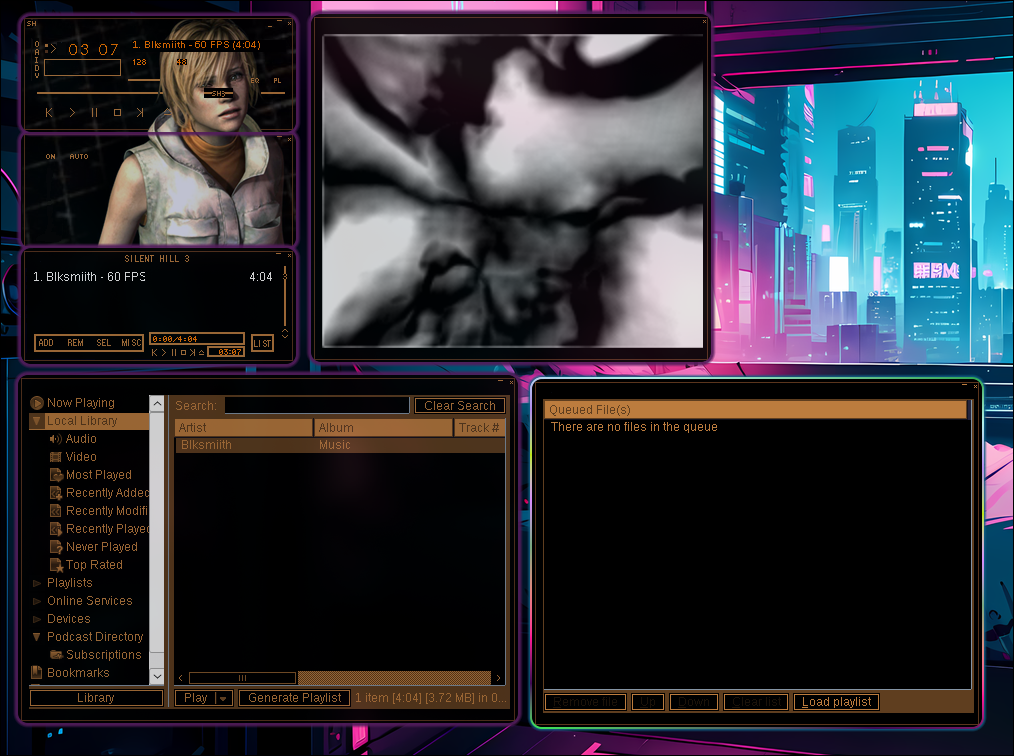 SH
OAIDV
03 07
1. Blksmiith - 60 FPS (4:04)
128
48
EQ PL
SH3
ON AUTO
SILENT HILL 3
1. Blksmiith - 60 FPS 4:04
ADD REM SEL MISC
0:00/4:04
03:07
LIST
Now Playing
Local Library
Audio
Video
Most Played
Recently Added
Recently Modifi
Recently Played
Never Played
Top Rated
Playlists
Online Services
Devices
Podcast Directory
Subscriptions
Bookmarks
Library
Search:
Clear Search
Artist Album Track #
Blksmiith Music
Play
Generate Playlist
1 item [4:04] [3.72 MB] in 0...
Queued File(s)
There are no files in the queue
Remove file Up Down Clear list Load playlist